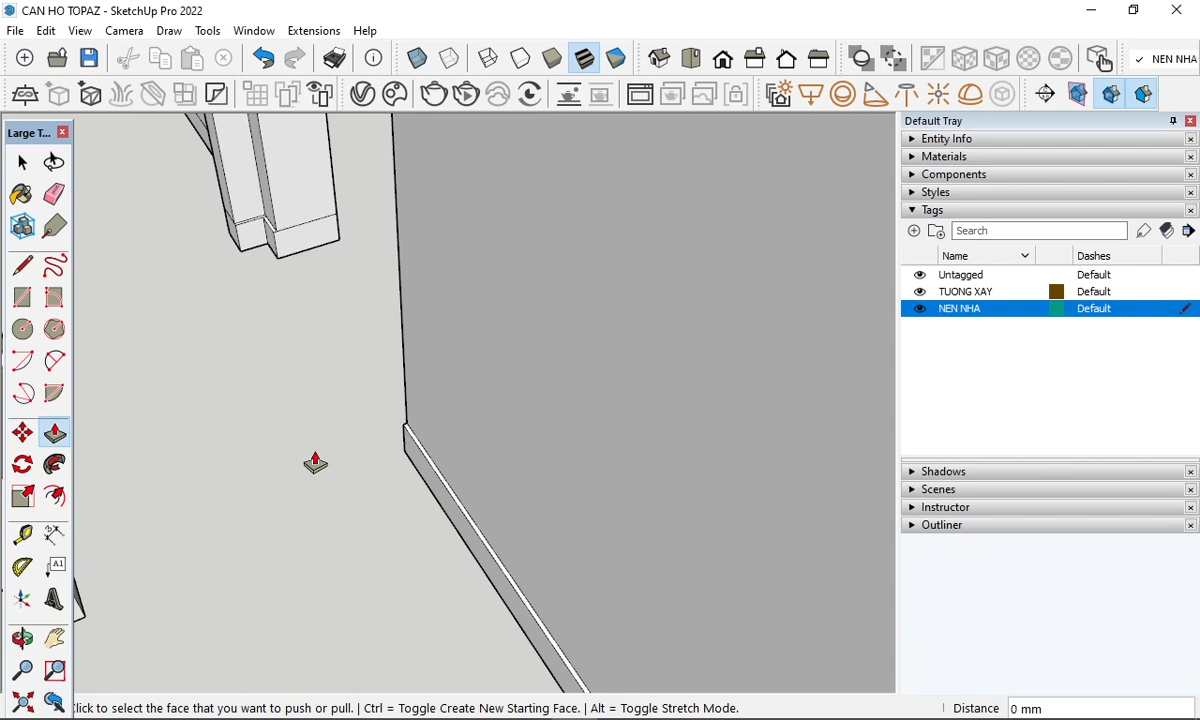 CAN HO TOPAZ - SketchUp Pro 2022
File Edit View Camera Draw Tools Window Extensions Help
NEN NHA
Large T...
Default Tray
Entity Info
Materials
Components
Styles
Tags
Search
Name Dashes
Untagged Default
TUONG XAY Default
NEN NHA Default
Shadows
Scenes
Instructor
Outliner
A1
Click to select the face that you want to push or pull. | Ctrl = Toggle Create New Starting Face. | Alt = Toggle Stretch Mode.
Distance 0 mm